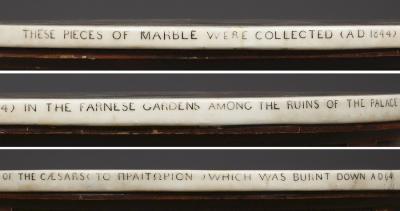 THESE PIECES OF MARBLE WERE COLLECTED (A.D. 1844)
4) IN THE FARNESE GARDENS AMONG THE RUINS OF THE PALACE
OF THE CÆSARS( ΤΟ ΠΡΑΙΤΩΡΙΟΝ ) WHICH WAS BURNT DOWN A.D 64